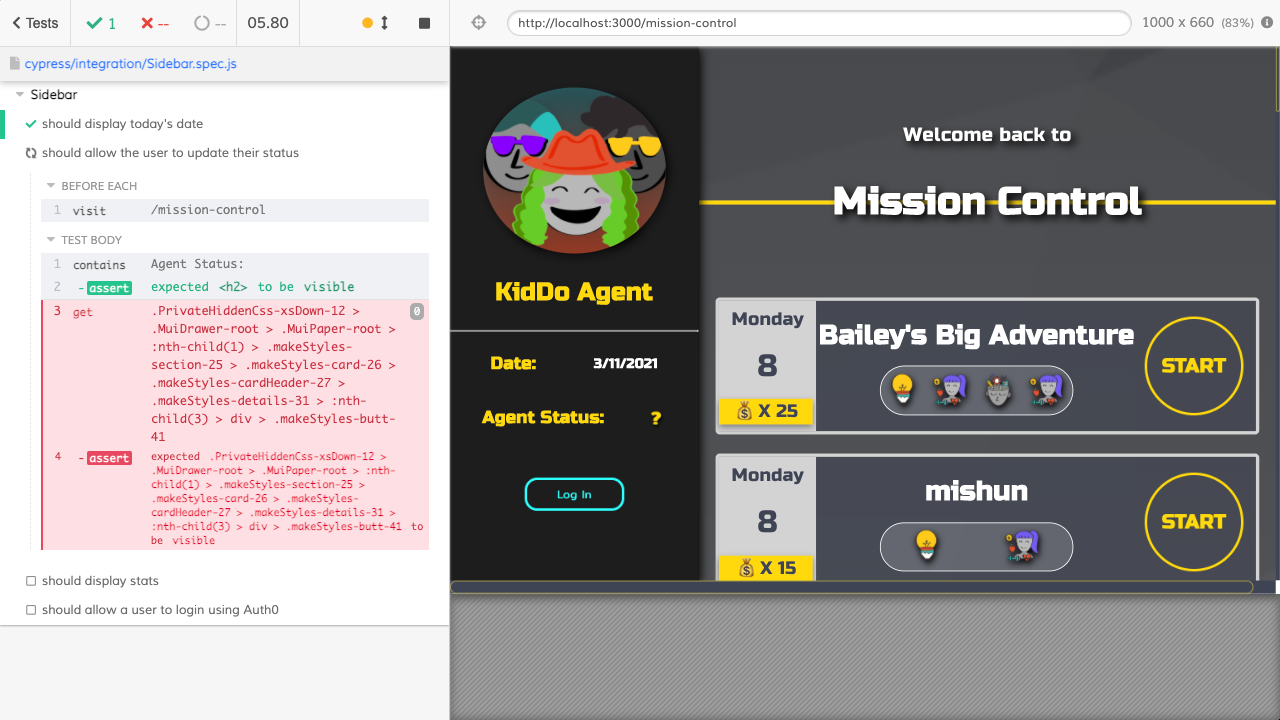 Tests
1
--
--
05.80
http://localhost:3000/mission-control
1000 x 660 (83%)
cypress/integration/Sidebar.spec.js
Sidebar
should display today's date
should allow the user to update their status
BEFORE EACH
1 visit /mission-control
TEST BODY
1 contains Agent Status:
2 -assert expected <h2> to be visible
3 get .PrivateHiddenCss-xsDown-12 > 0
.MuiDrawer-root > .MuiPaper-root >
:nth-child(1) > .makeStyles-
section-25 > .makeStyles-card-26 >
.makeStyles-cardHeader-27 >
.makeStyles-details-31 > :nth-
child(3) > div > .makeStyles-butt-
41
4 -assert expected .PrivateHiddenCss-xsDown-12 >
.MuiDrawer-root > .MuiPaper-root > :nth-
child(1) > .makeStyles-section-25 >
.makeStyles-card-26 > .makeStyles-
cardHeader-27 > .makeStyles-details-31 >
:nth-child(3) > div > .makeStyles-butt-41 to
be visible
should display stats
should allow a user to login using Auth0
KidDo Agent
Date: 3/11/2021
Agent Status: ?
Log In
Welcome back to
Mission Control
Monday
8
X 25
Bailey's Big Adventure
START
Monday
8
X 15
mishun
START